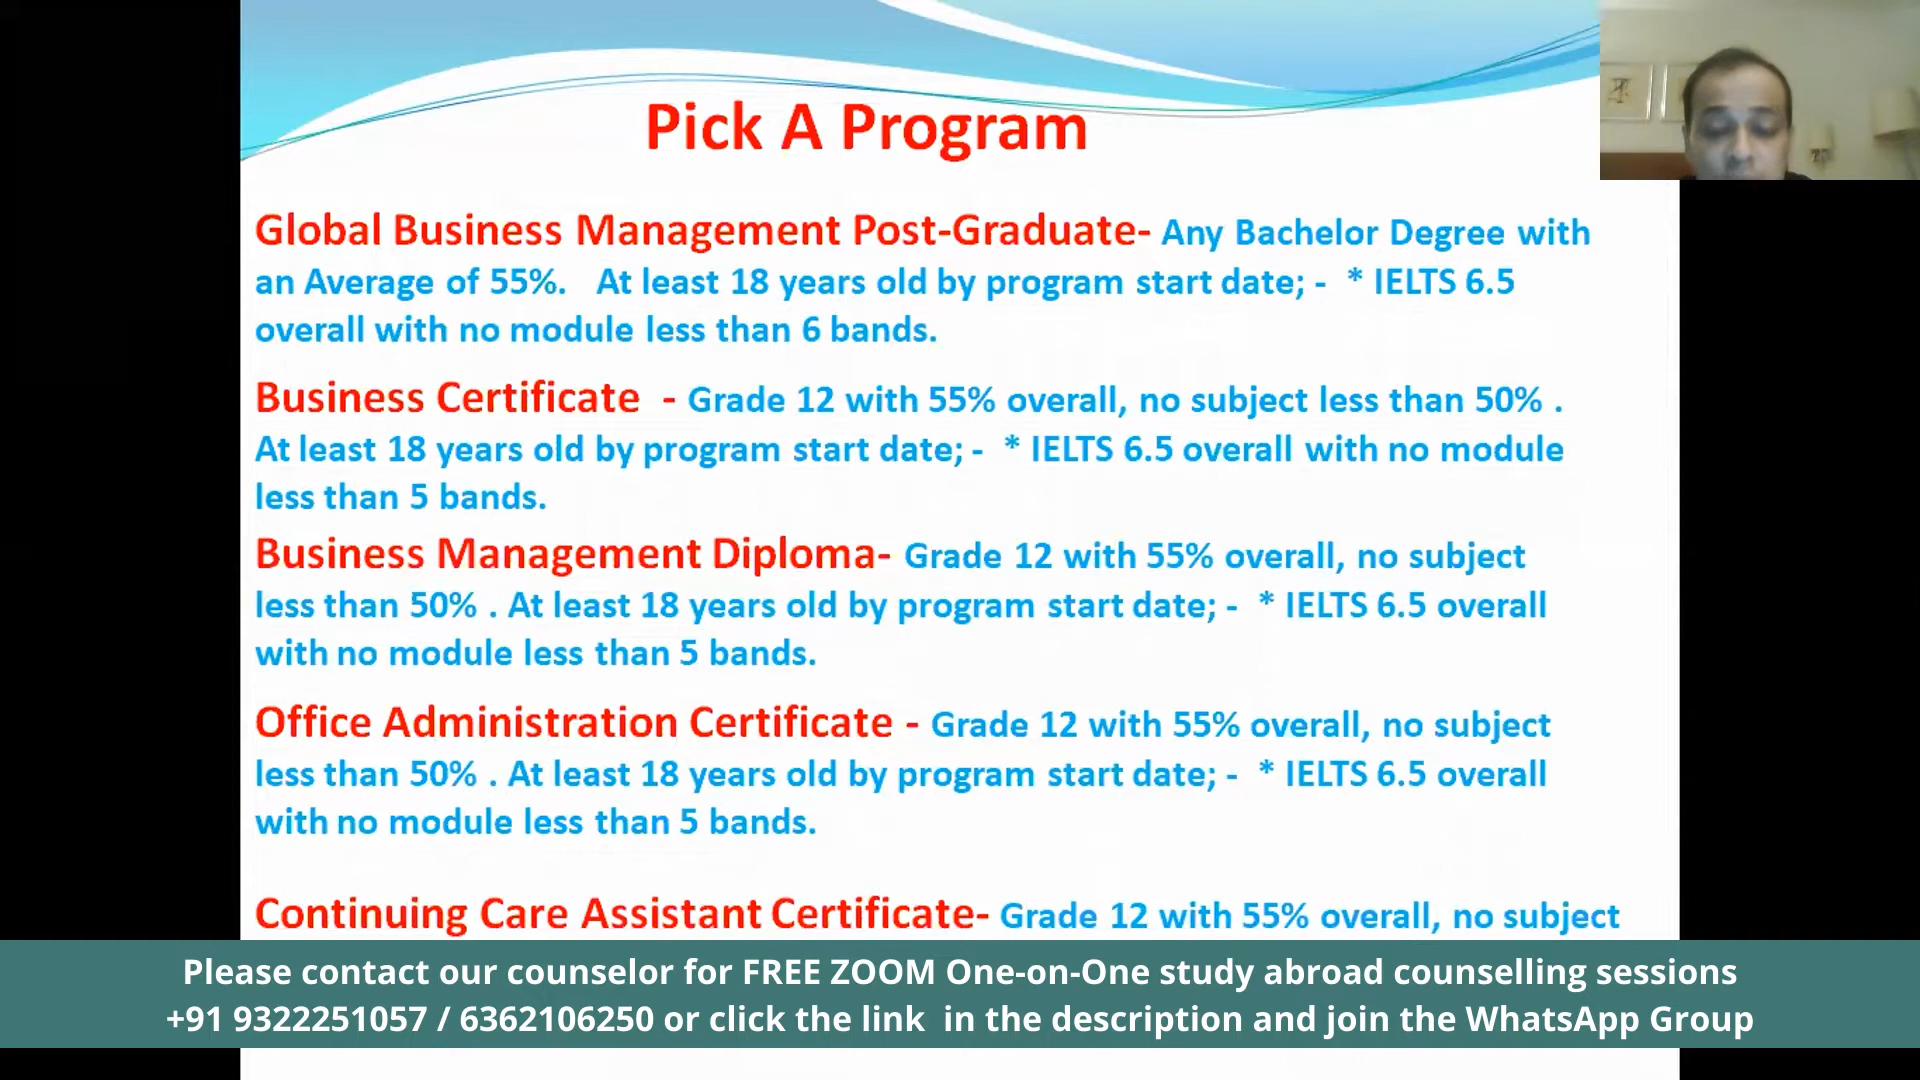 Pick A Program
Global Business Management Post-Graduate- Any Bachelor Degree with
an Average of 55%. At least 18 years old by program start date; - * IELTS 6.5
overall with no module less than 6 bands.
Business Certificate - Grade 12 with 55% overall, no subject less than 50% .
At least 18 years old by program start date; - * IELTS 6.5 overall with no module
less than 5 bands.
Business Management Diploma- Grade 12 with 55% overall, no subject
less than 50% . At least 18 years old by program start date; - * IELTS 6.5 overall
with no module less than 5 bands.
Office Administration Certificate - Grade 12 with 55% overall, no subject
less than 50% . At least 18 years old by program start date; - * IELTS 6.5 overall
with no module less than 5 bands.
Continuing Care Assistant Certificate- Grade 12 with 55% overall, no subject
Please contact our counselor for FREE ZOOM One-on-One study abroad counselling sessions
+91 9322251057 / 6362106250 or click the link in the description and join the WhatsApp Group